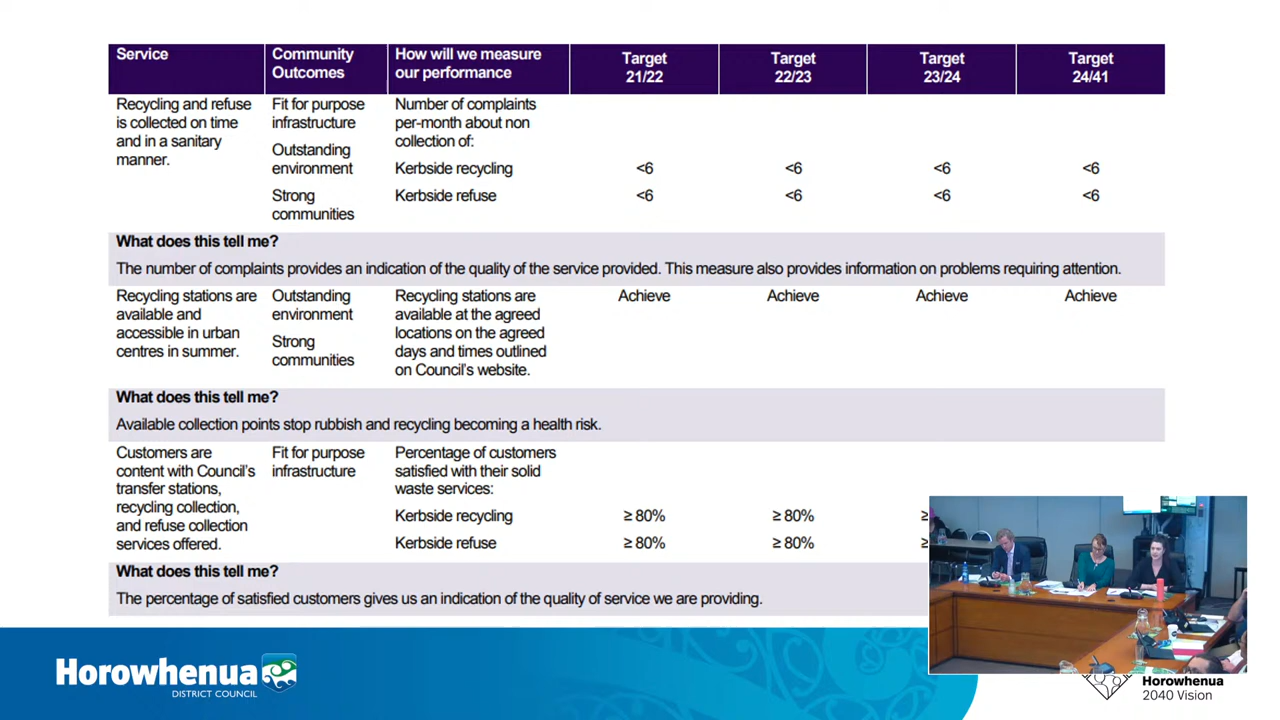 Service
Community
Outcomes
How will we measure
our performance
Target
21/22
Target
22/23
Target
23/24
Target
24/41
Recycling and refuse
is collected on time
and in a sanitary
manner.
Fit for purpose
infrastructure
Outstanding
environment
Strong
communities
Number of complaints
per-month about non
collection of:
Kerbside recycling
<6
<6
<6
<6
Kerbside refuse
<6
<6
<6
<6
What does this tell me?
The number of complaints provides an indication of the quality of the service provided. This measure also provides information on problems requiring attention.
Recycling stations are
available and
accessible in urban
centres in summer.
Outstanding
environment
Strong
communities
Recycling stations are
available at the agreed
locations on the agreed
days and times outlined
on Council's website.
Achieve
Achieve
Achieve
Achieve
What does this tell me?
Available collection points stop rubbish and recycling becoming a health risk.
Customers are
content with Council's
transfer stations,
recycling collection,
and refuse collection
services offered.
Fit for purpose
infrastructure
Percentage of customers
satisfied with their solid
waste services:
Kerbside recycling
≥ 80%
≥ 80%
≥
Kerbside refuse
≥ 80%
≥ 80%
≥
What does this tell me?
The percentage of satisfied customers gives us an indication of the quality of service we are providing.
Horowhenua
DISTRICT COUNCIL
Horowhenua
2040 Vision